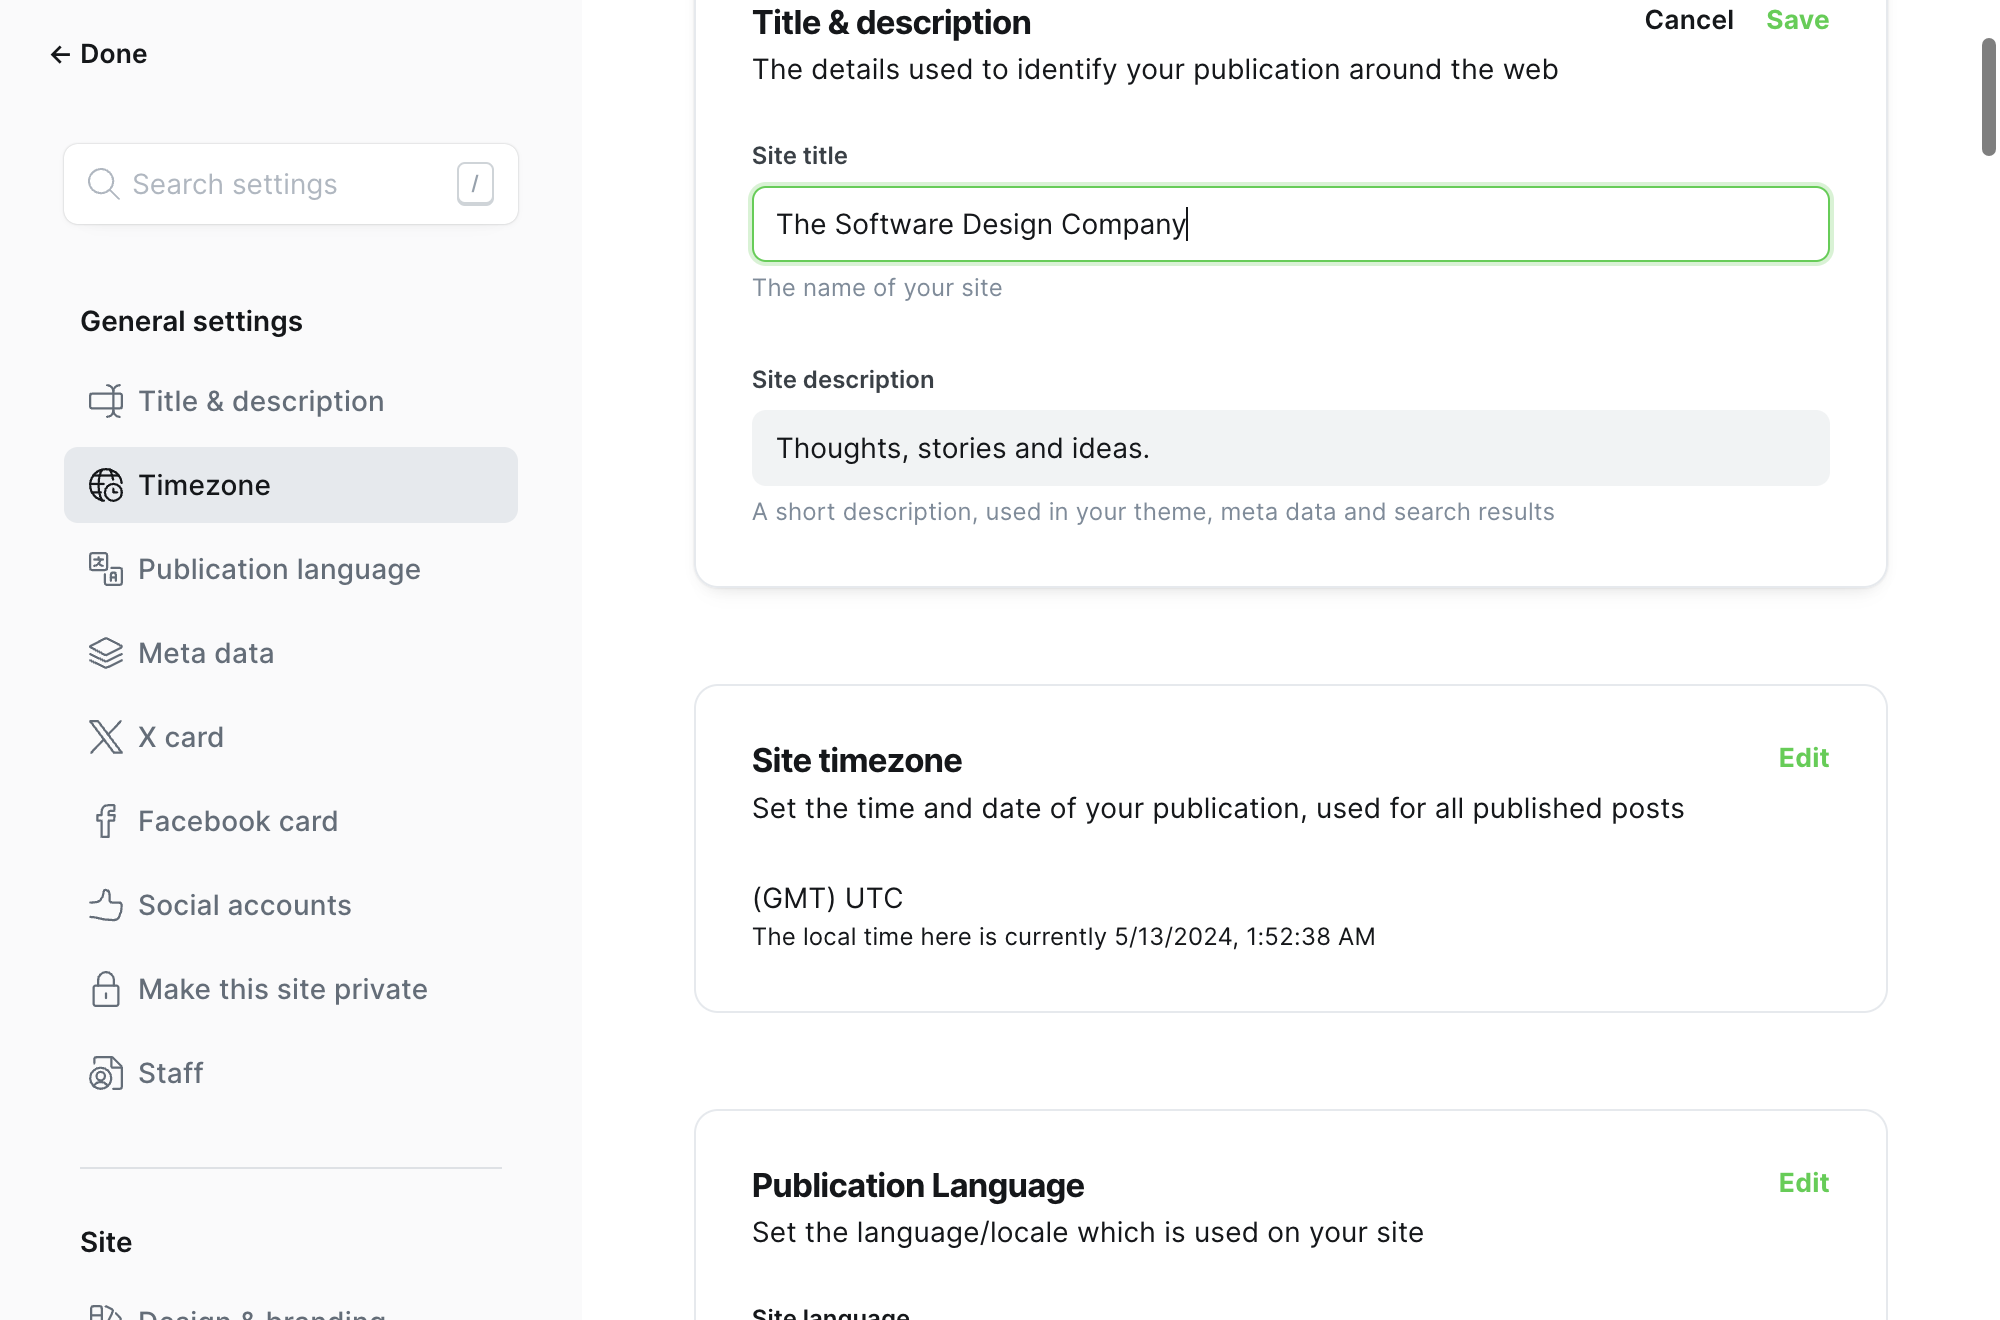 ← Done
Search settings /
General settings
Title & description
Timezone
Publication language
Meta data
X card
Facebook card
Social accounts
Make this site private
Staff
Site
Design & branding
Title & description
Cancel
Save
The details used to identify your publication around the web
Site title
The Software Design Company
The name of your site
Site description
Thoughts, stories and ideas.
A short description, used in your theme, meta data and search results
Site timezone
Edit
Set the time and date of your publication, used for all published posts
(GMT) UTC
The local time here is currently 5/13/2024, 1:52:38 AM
Publication Language
Edit
Set the language/locale which is used on your site
Site language